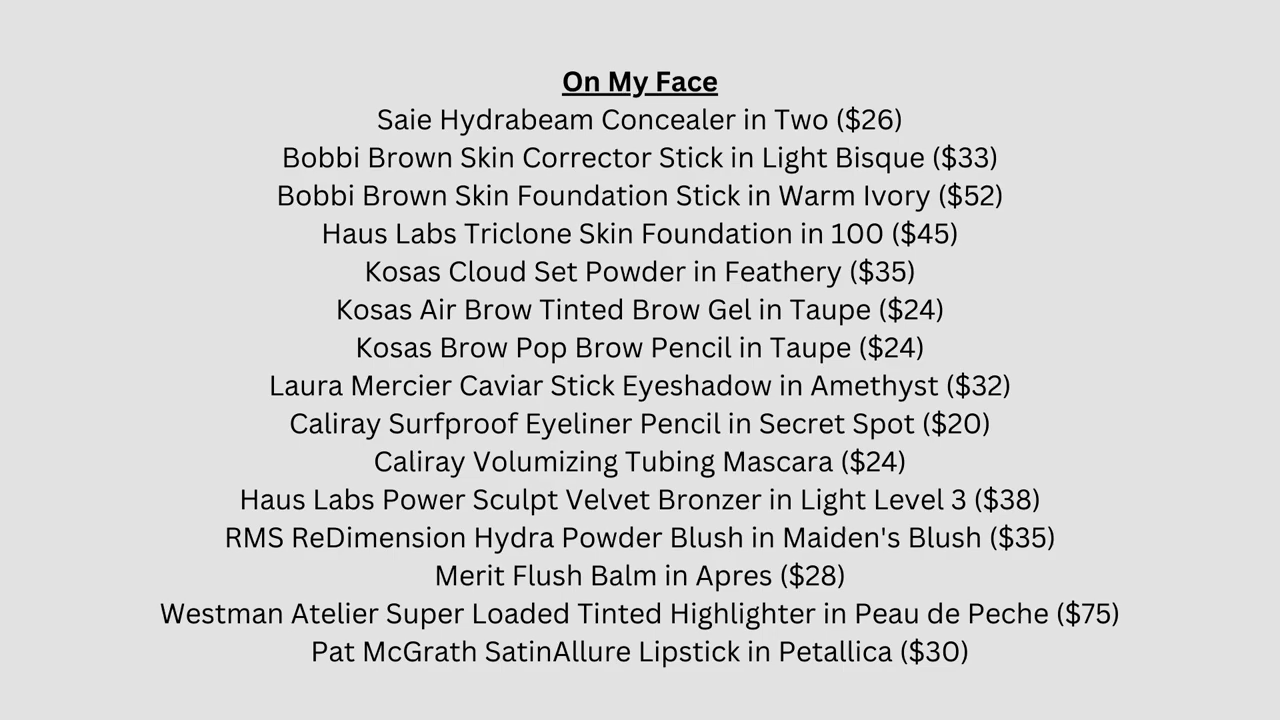 On My Face
Saie Hydrabeam Concealer in Two ($26)
Bobbi Brown Skin Corrector Stick in Light Bisque ($33)
Bobbi Brown Skin Foundation Stick in Warm Ivory ($52)
Haus Labs Triclone Skin Foundation in 100 ($45)
Kosas Cloud Set Powder in Feathery ($35)
Kosas Air Brow Tinted Brow Gel in Taupe ($24)
Kosas Brow Pop Brow Pencil in Taupe ($24)
Laura Mercier Caviar Stick Eyeshadow in Amethyst ($32)
Caliray Surfproof Eyeliner Pencil in Secret Spot ($20)
Caliray Volumizing Tubing Mascara ($24)
Haus Labs Power Sculpt Velvet Bronzer in Light Level 3 ($38)
RMS ReDimension Hydra Powder Blush in Maiden's Blush ($35)
Merit Flush Balm in Apres ($28)
Westman Atelier Super Loaded Tinted Highlighter in Peau de Peche ($75)
Pat McGrath SatinAllure Lipstick in Petallica ($30)